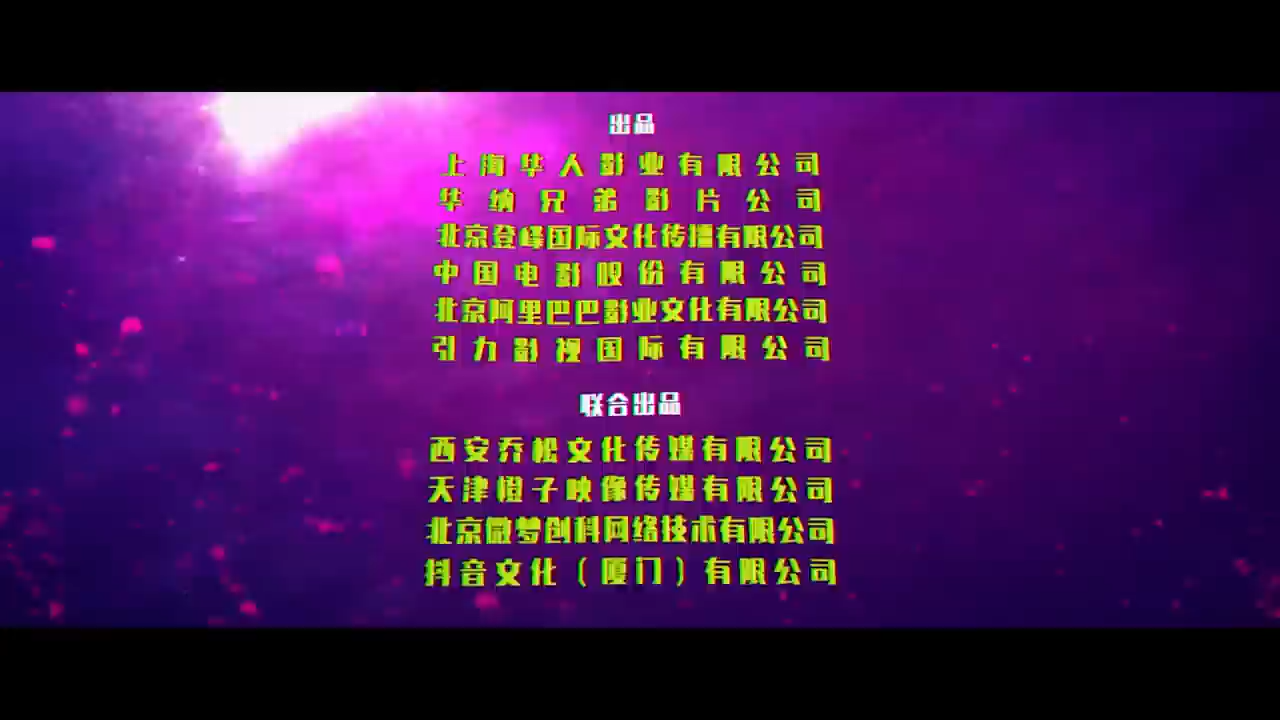 出品
上海华人影业有限公司
华纳兄弟影片公司
北京登峰国际文化传播有限公司
中国电影股份有限公司
北京阿里巴巴影业文化有限公司
引力影视国际有限公司
联合出品
西安乔松文化传媒有限公司
天津橙子映像传媒有限公司
北京微梦创科网络技术有限公司
抖音文化（厦门）有限公司